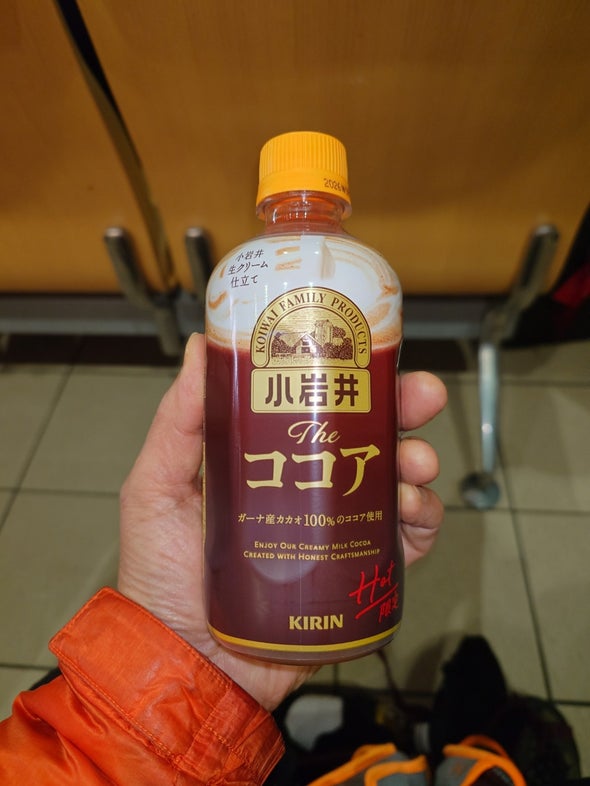 小岩井
生クリーム
仕立て
KOIWAI FAMILY PRODUCTS
小岩井
The
ココア
ガーナ産カカオ100%のココア使用
ENJOY OUR CREAMY MILK COCOA
CREATED WITH HONEST CRAFTSMANSHIP
Hot
限定
KIRIN